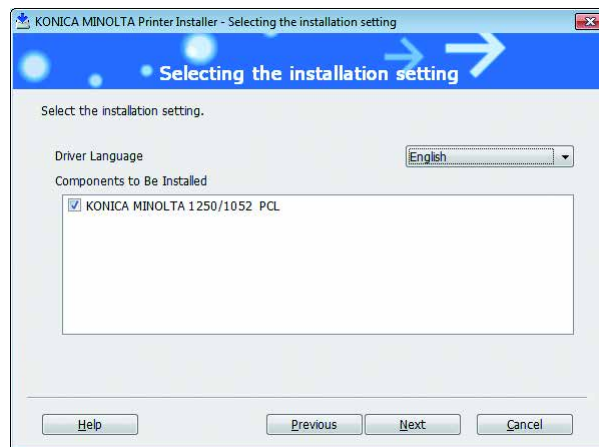 KONICA MINOLTA Printer Installer - Selecting the installation setting
Selecting the installation setting
Select the installation setting.
Driver Language
English
Components to Be Installed
KONICA MINOLTA 1250/1052 PCL
Help
Previous
Next
Cancel